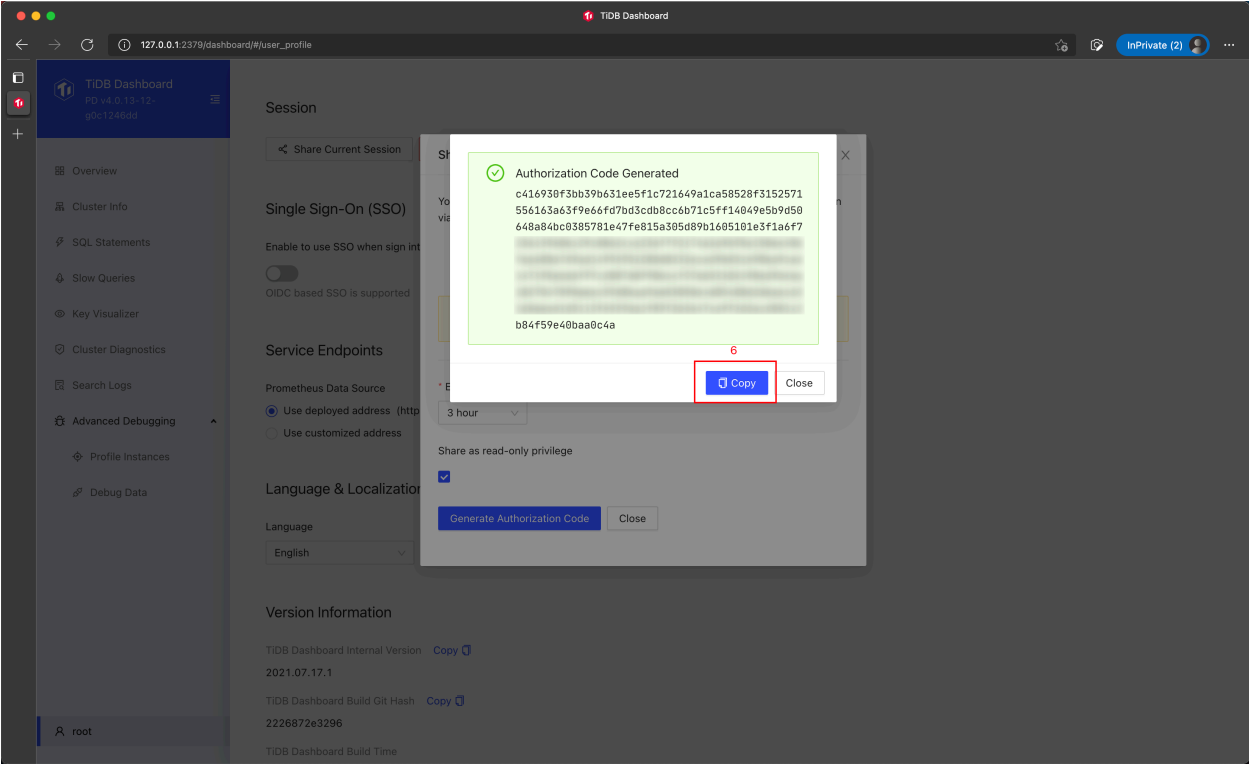 TiDB Dashboard
127.0.0.1:2379/dashboard/#/user_profile
InPrivate (2)
TiDB Dashboard
PD v4.0.13-12-
g0c1246dd
Overview
Cluster Info
SQL Statements
Slow Queries
Key Visualizer
Cluster Diagnostics
Search Logs
Advanced Debugging
Profile Instances
Debug Data
root
Session
Share Current Session
Single Sign-On (SSO)
Enable to use SSO when sign int
OIDC based SSO is supported
Service Endpoints
Prometheus Data Source
Use deployed address (http
Use customized address
Language & Localization
Language
English
Version Information
TiDB Dashboard Internal Version Copy
2021.07.17.1
TiDB Dashboard Build Git Hash Copy
2226872e3296
TiDB Dashboard Build Time
Sh
Yo
via
n
Authorization Code Generated
c416930f3bb39b631ee5f1c721649a1ca58528f3152571
556163a63f9e66fd7bd3cdb8cc6b71c5ff14049e5b9d50
648a84bc0385781e47fe815a305d89b1605101e3f1a6f7
b84f59e40baa0c4a
6
Copy
Close
* E
3 hour
Share as read-only privilege
Generate Authorization Code
Close